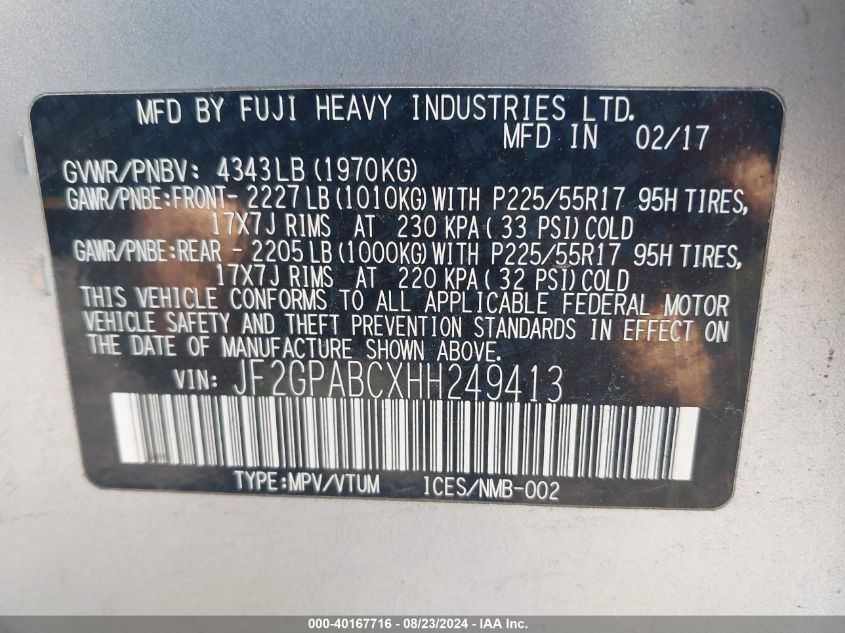 MFD BY FUJI HEAVY INDUSTRIES LTD.
MFD IN 02/17
GVWR/PNBV: 4343LB (1970KG)
GAWR/PNBE:FRONT- 2227LB (1010KG) WITH P225/55R17 95H TIRES,
17X7J RIMS AT 230 KPA ( 33 PSI) COLD
GAWR/PNBE:REAR - 2205LB (1000KG) WITH P225/55R17 95H TIRES,
17X7J RIMS AT 220 KPA ( 32 PSI) COLD
THIS VEHICLE CONFORMS TO ALL APPLICABLE FEDERAL MOTOR
VEHICLE SAFETY AND THEFT PREVENTION STANDARDS IN EFFECT ON
THE DATE OF MANUFACTURE SHOWN ABOVE.
VIN: JF2GPABCXHH249413
TYPE:MPV/VTUM ICES/NMB-002
000-40167716 - 08/23/2024 - IAA Inc.